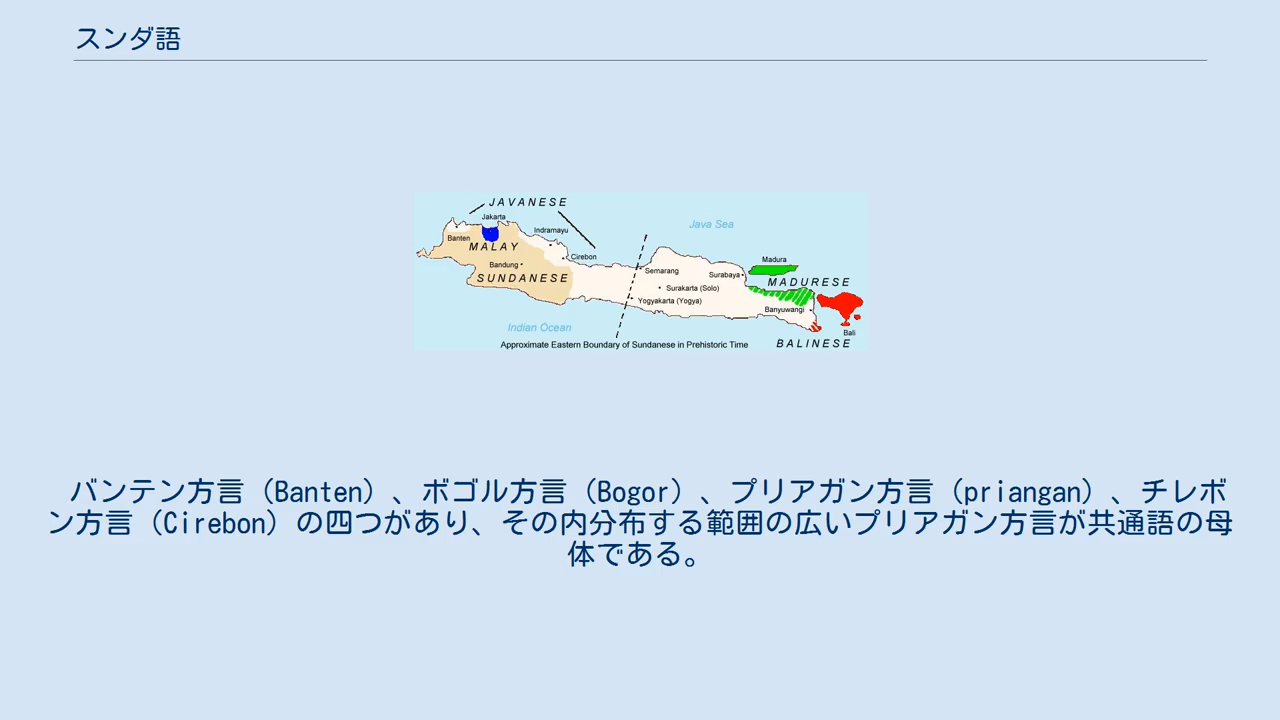 スンダ語
JAVANESE
Jakarta
Java Sea
Banten
Indramayu
MALAY
Cirebon
Madura
Bandung
Semarang
Surabaya
SUNDANESE
MADURESE
Surakarta (Solo)
Yogyakarta (Yogya)
Banyuwangi
Indian Ocean
Bali
Approximate Eastern Boundary of Sundanese in Prehistoric Time
BALINESE
バンテン方言（Banten）、ボゴル方言（Bogor）、プリアガン方言（priangan）、チレボ
ン方言（Cirebon）の四つがあり、その内分布する範囲の広いプリアガン方言が共通語の母
体である。